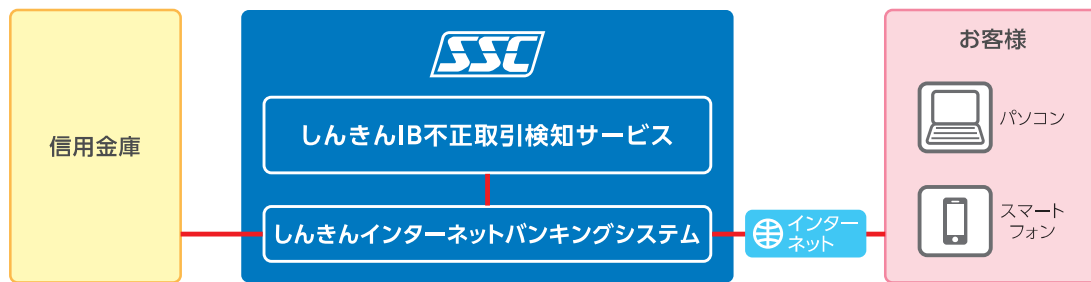 信用金庫
SSC
しんきんIB不正取引検知サービス
しんきんインターネットバンキングシステム
インター
ネット
お客様
パソコン
スマート
フォン